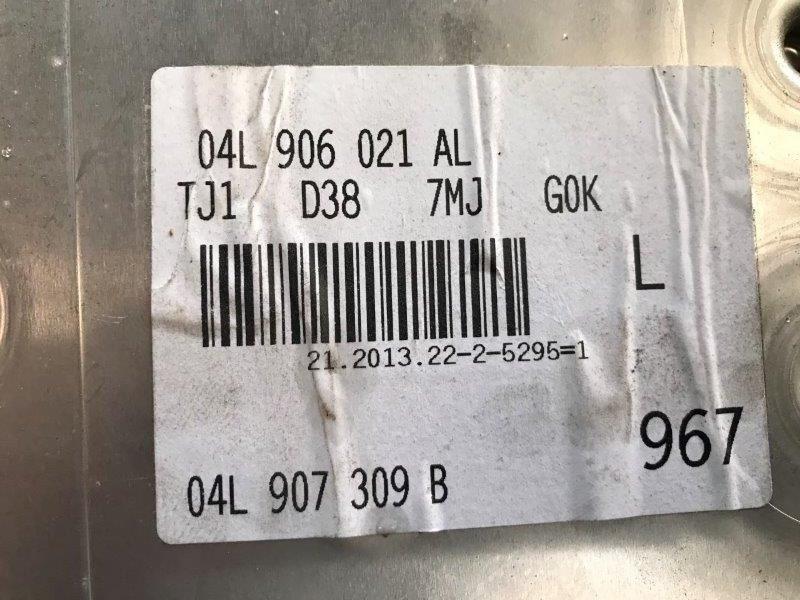 04L 906 021 AL
TJ1 D38 7MJ G0K
L
21.2013.22-2-5295=1
967
04L 907 309 B